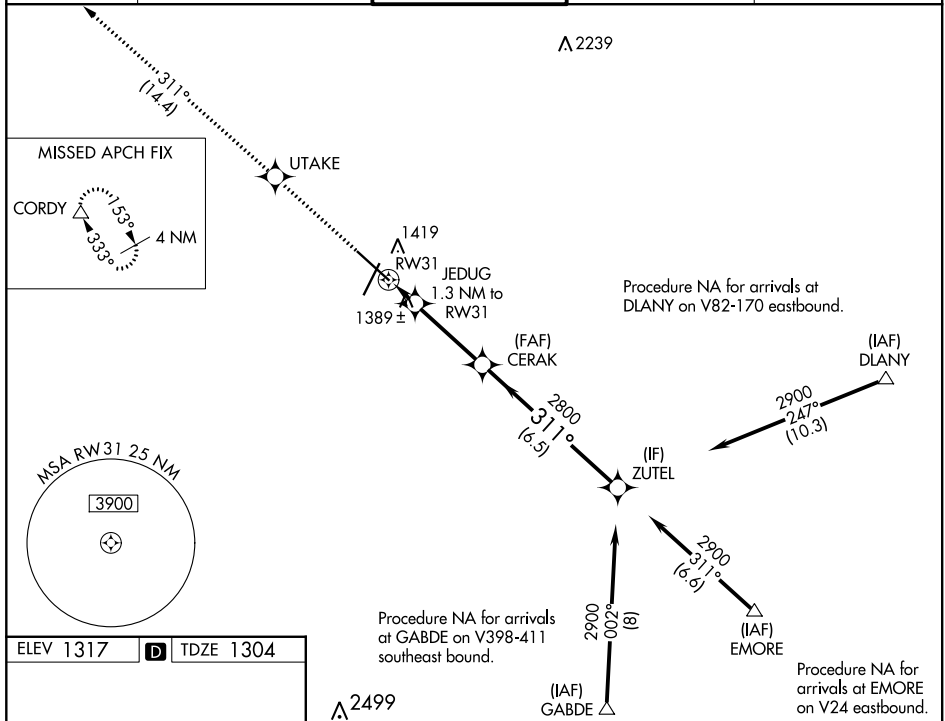 2239
311°
(14.4)
MISSED APCH FIX
CORDY
153°
333°
4 NM
UTAKE
1419
RW31
JEDUG
1.3 NM to
RW31
1389 ±
Procedure NA for arrivals at
DLANY on V82-170 eastbound.
(FAF)
CERAK
(IAF)
DLANY
2900
247°
(10.3)
2800
311°
(6.5)
(IF)
ZUTEL
MSA RW31 25 NM
3900
2900
311°
(6.6)
2900
002°
(8)
(IAF)
EMORE
Procedure NA for arrivals
at GABDE on V398-411
southeast bound.
ELEV 1317
D
TDZE 1304
Procedure NA for
arrivals at EMORE
on V24 eastbound.
(IAF)
GABDE
2499